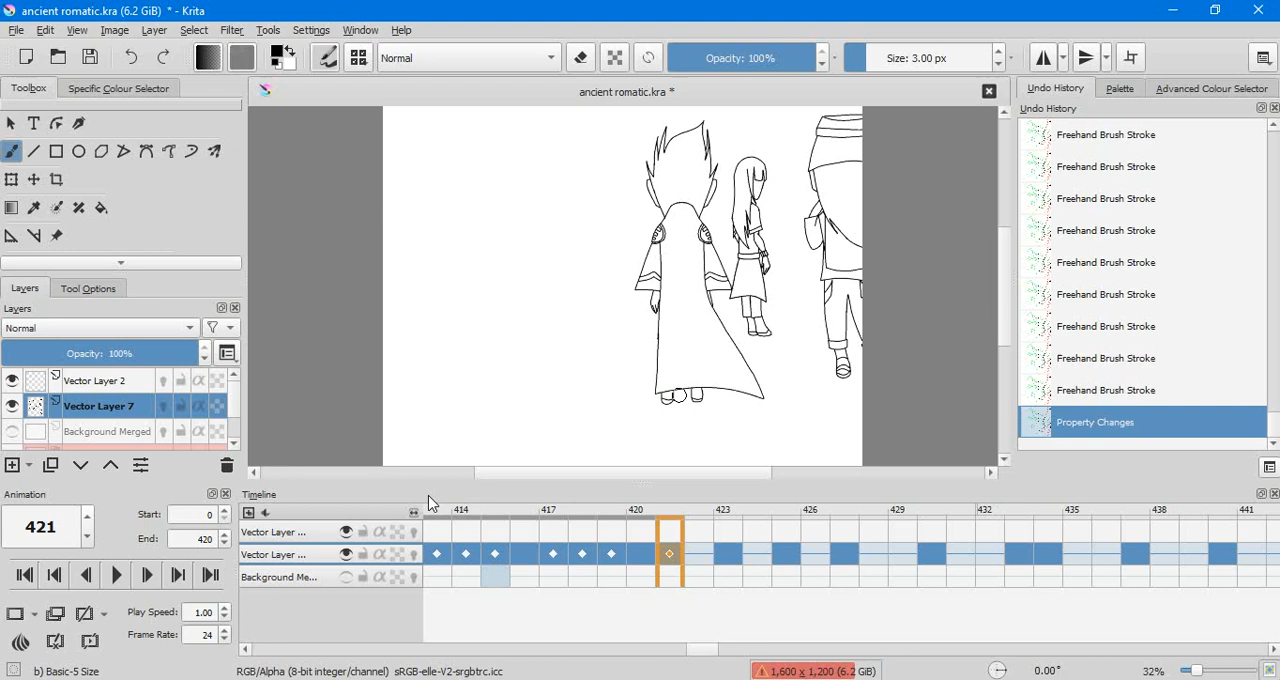 ancient romatic.kra (6.2 GiB) * - Krita
File Edit View Image Layer Select Filter Tools Settings Window Help
Normal Opacity: 100% Size: 3.00 px
Toolbox Specific Colour Selector
ancient romatic.kra *
Undo History Palette Advanced Colour Selector
Undo History
Freehand Brush Stroke
Freehand Brush Stroke
Freehand Brush Stroke
Freehand Brush Stroke
Freehand Brush Stroke
Freehand Brush Stroke
Freehand Brush Stroke
Freehand Brush Stroke
Freehand Brush Stroke
Property Changes
Layers Tool Options
Layers
Normal
Opacity: 100%
Vector Layer 2
Vector Layer 7
Background Merged
Animation
421
Start: 0
End: 420
Play Speed: 1.00
Frame Rate: 24
Timeline
414 417 420 423 426 429 432 435 438 441
Vector Layer ...
Vector Layer ...
Background Me...
b) Basic-5 Size
RGB/Alpha (8-bit integer/channel) sRGB-elle-V2-srgbtrc.icc
1,600 x 1,200 (6.2 GiB)
0.00°
32%